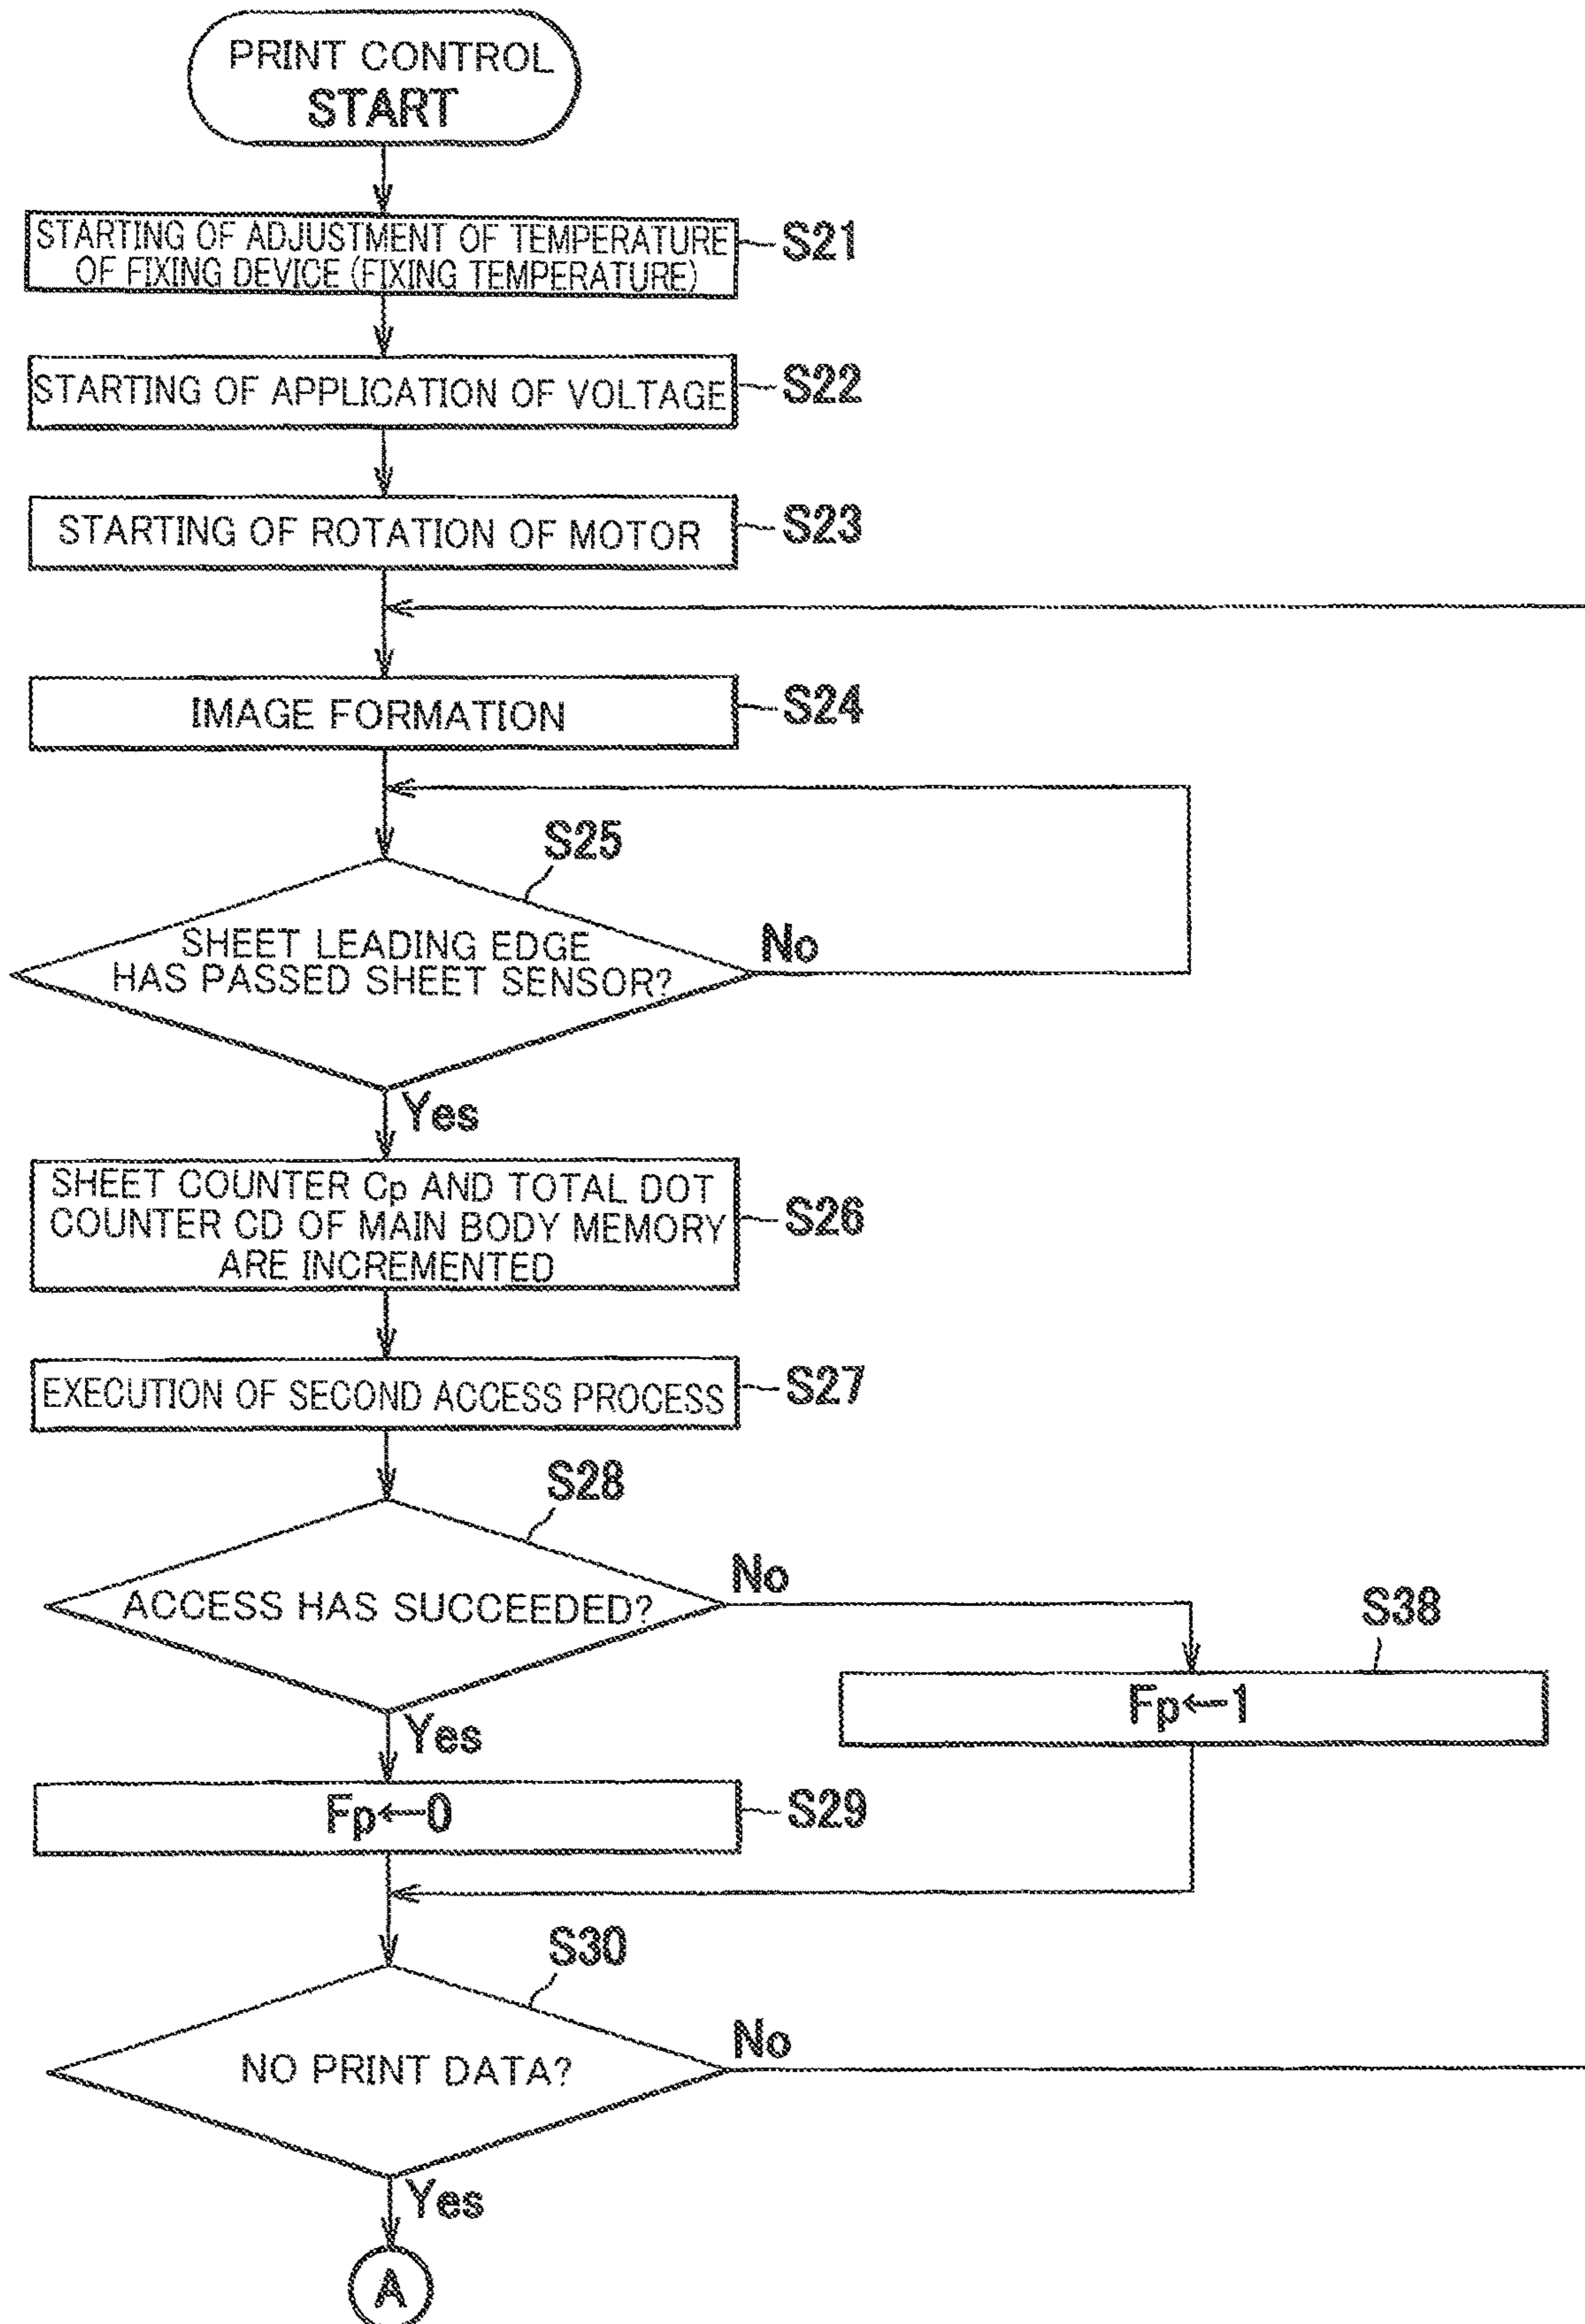 PRINT CONTROL
START
STARTING OF ADJUSTMENT OF TEMPERATURE
OF FIXING DEVICE (FIXING TEMPERATURE)
S21
STARTING OF APPLICATION OF VOLTAGE
S22
STARTING OF ROTATION OF MOTOR
S23
IMAGE FORMATION
S24
S25
SHEET LEADING EDGE
HAS PASSED SHEET SENSOR?
No
Yes
SHEET COUNTER Cp AND TOTAL DOT
COUNTER CD OF MAIN BODY MEMORY
ARE INCREMENTED
S26
EXECUTION OF SECOND ACCESS PROCESS
S27
S28
ACCESS HAS SUCCEEDED?
No
S38
Fp←1
Yes
Fp←0
S29
S30
NO PRINT DATA?
No
Yes
A